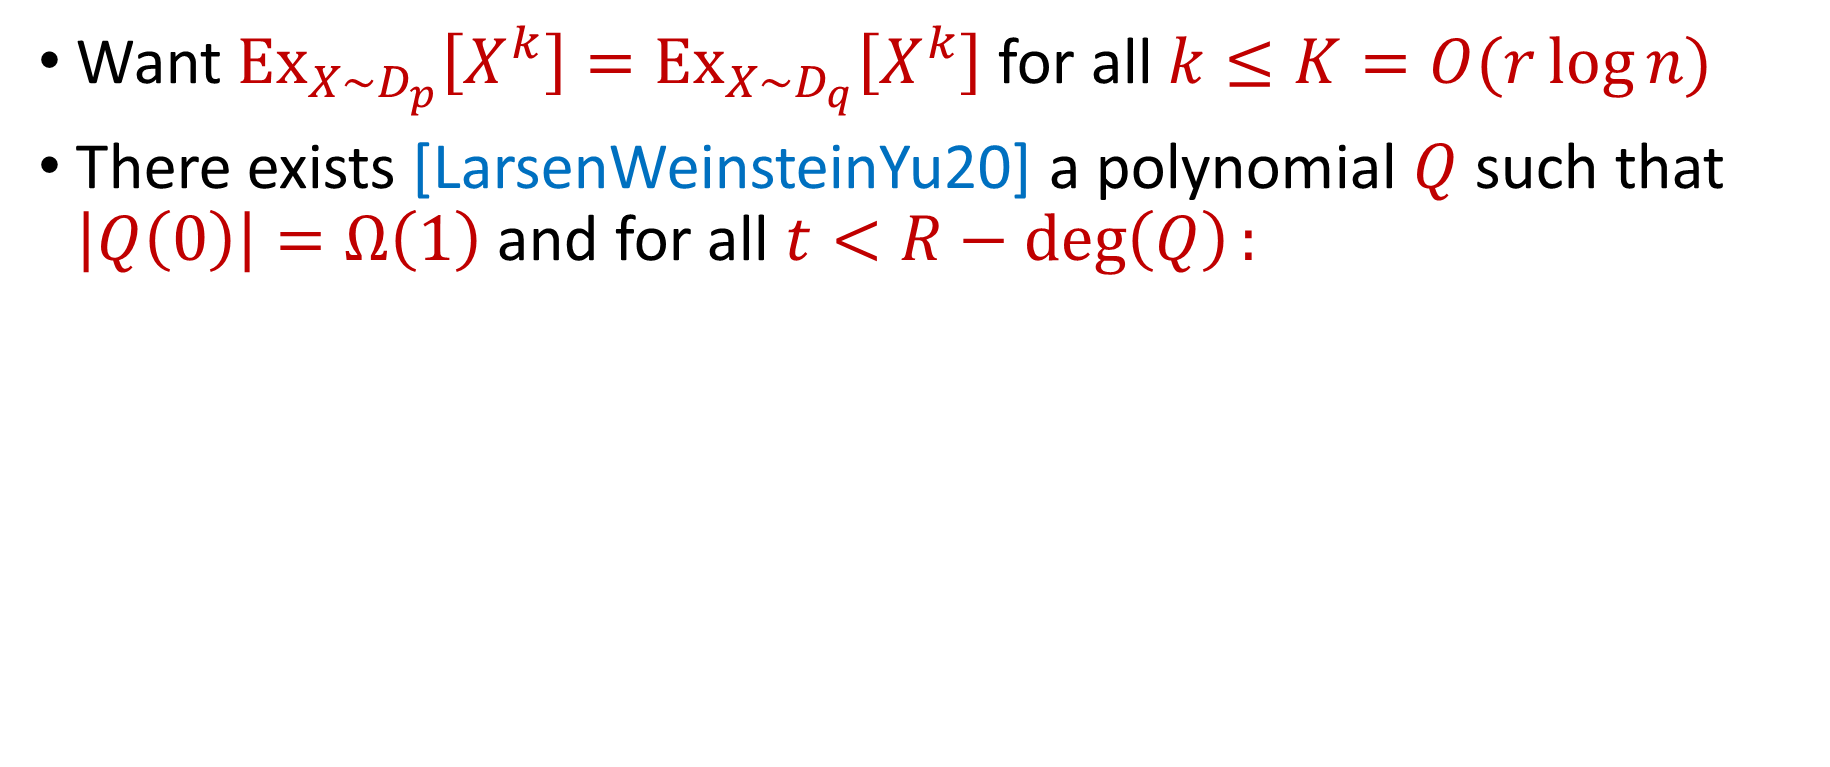 • Want Ex_{X∼D_p}[X^k] = Ex_{X∼D_q}[X^k] for all k ≤ K = O(r log n)
• There exists [LarsenWeinsteinYu20] a polynomial Q such that
|Q(0)| = Ω(1) and for all t < R − deg(Q):